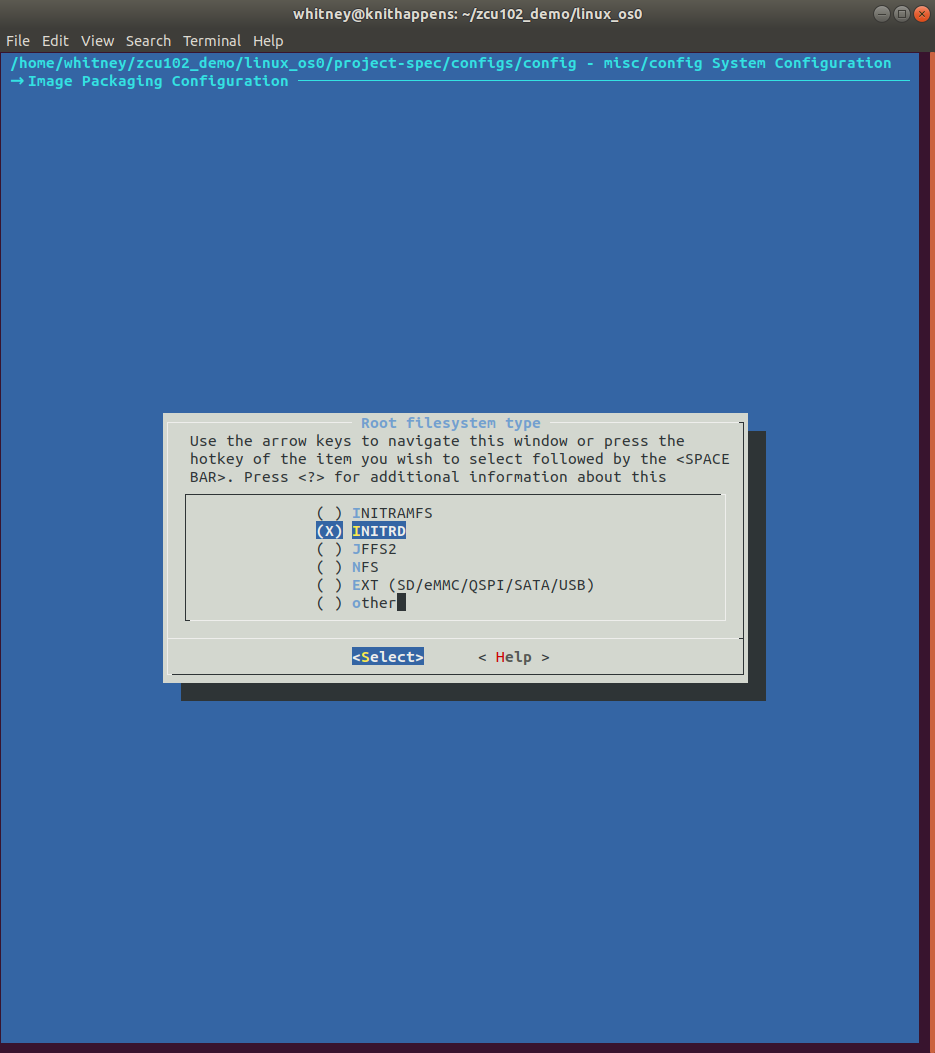 whitney@knithappens: ~/zcu102_demo/linux_os0
File Edit View Search Terminal Help
/home/whitney/zcu102_demo/linux_os0/project-spec/configs/config - misc/config System Configuration
→ Image Packaging Configuration
Root filesystem type
Use the arrow keys to navigate this window or press the
hotkey of the item you wish to select followed by the <SPACE
BAR>. Press <?> for additional information about this
( ) INITRAMFS
(X) INITRD
( ) JFFS2
( ) NFS
( ) EXT (SD/eMMC/QSPI/SATA/USB)
( ) other
<Select> < Help >